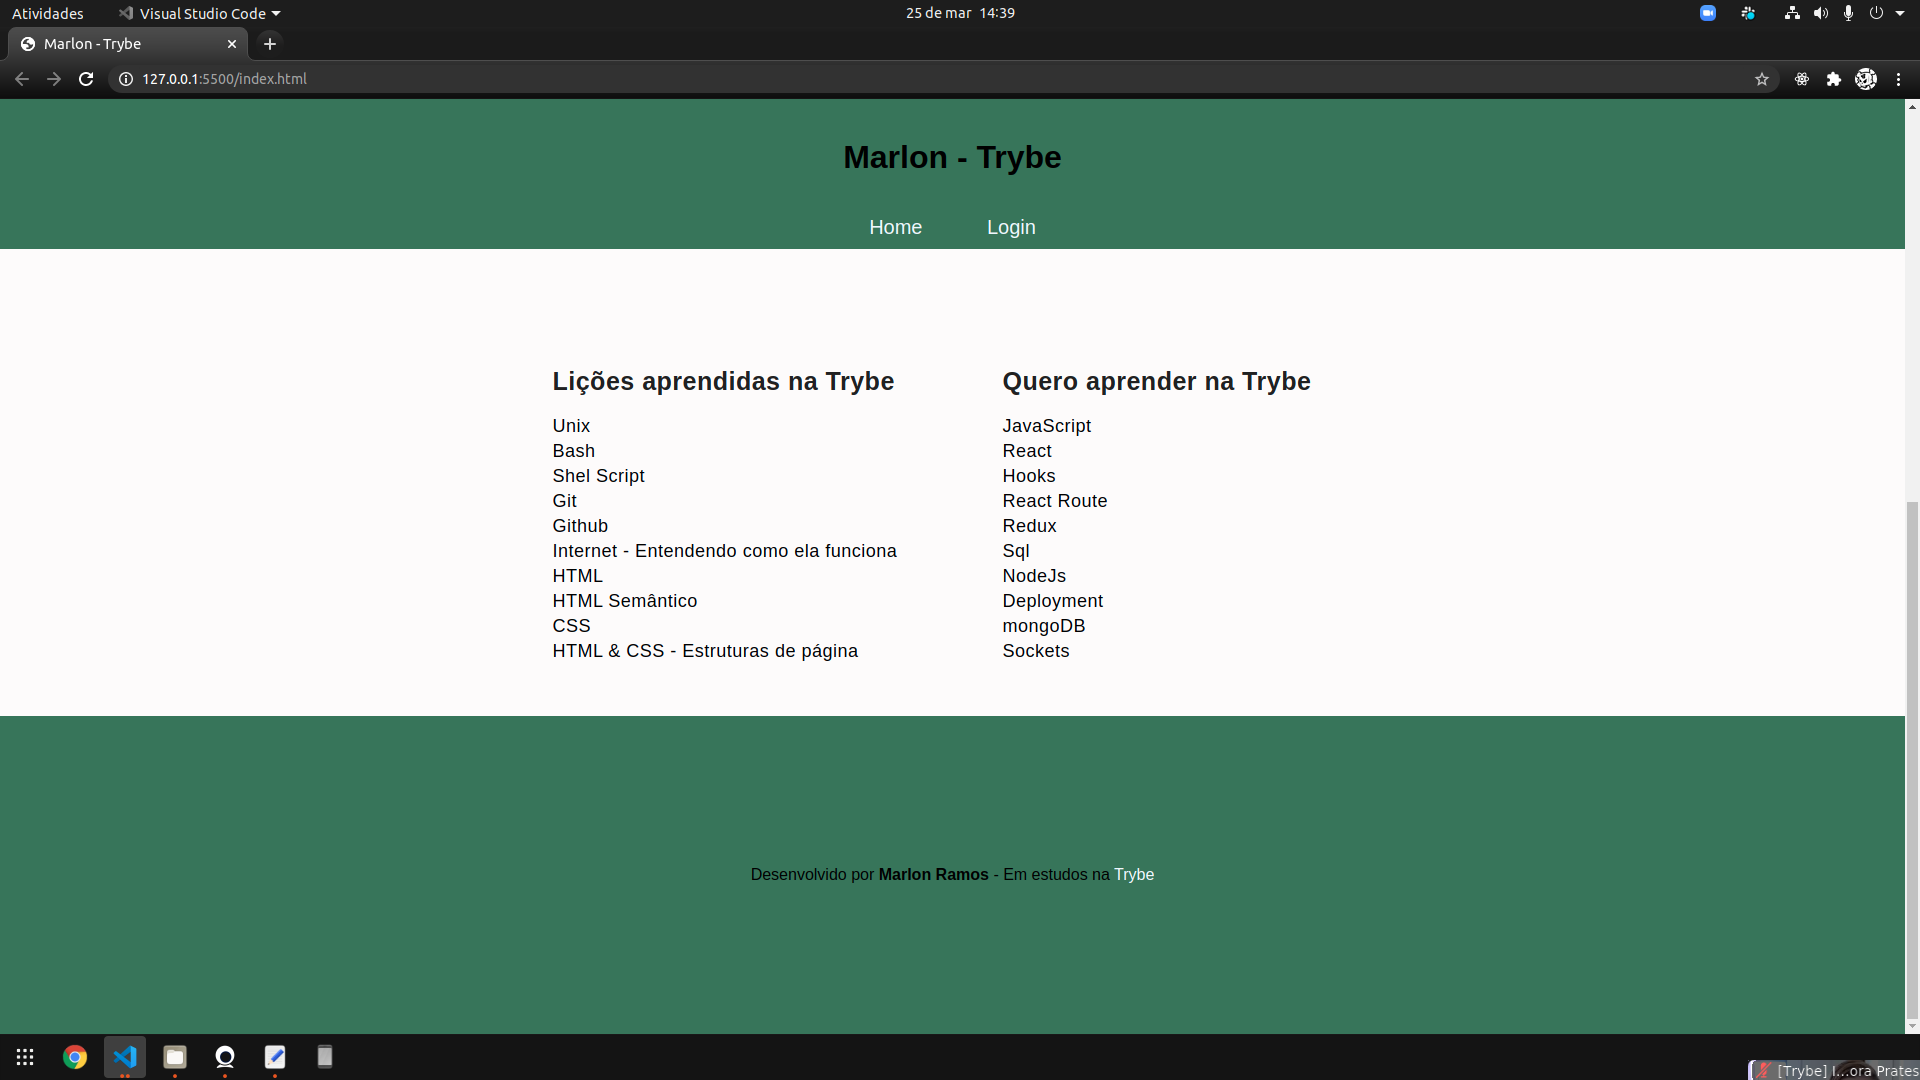 Atividades Visual Studio Code 25 de mar 14:39
Marlon - Trybe
127.0.0.1:5500/index.html
Marlon - Trybe
Home Login
Lições aprendidas na Trybe
Unix
Bash
Shel Script
Git
Github
Internet - Entendendo como ela funciona
HTML
HTML Semântico
CSS
HTML & CSS - Estruturas de página
Quero aprender na Trybe
JavaScript
React
Hooks
React Route
Redux
Sql
NodeJs
Deployment
mongoDB
Sockets
Desenvolvido por Marlon Ramos - Em estudos na Trybe
[Trybe] I...ora Prates